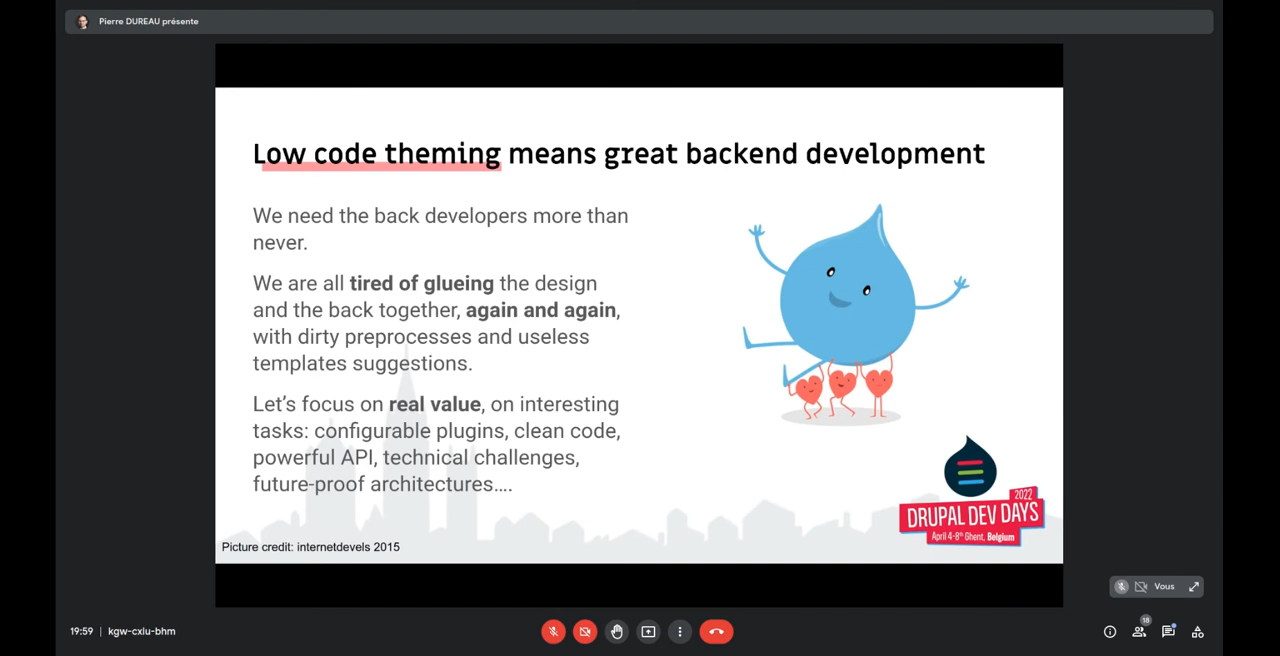 Pierre DUREAU présente
Low code theming means great backend development
We need the back developers more than
never.
We are all tired of glueing the design
and the back together, again and again,
with dirty preprocesses and useless
templates suggestions.
Let's focus on real value, on interesting
tasks: configurable plugins, clean code,
powerful API, technical challenges,
future-proof architectures....
2022
DRUPAL DEV DAYS
April 4-8th Ghent, Belgium
Picture credit: internetdevels 2015
Vous
19:59 | kgw-cxiu-bhm
18